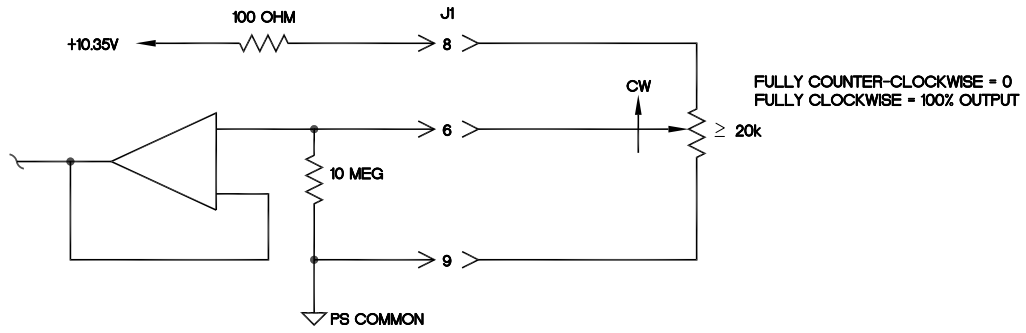 J1
100 OHM
+10.35V
8
CW
FULLY COUNTER-CLOCKWISE = 0
FULLY CLOCKWISE = 100% OUTPUT
6
≥ 20k
10 MEG
9
PS COMMON